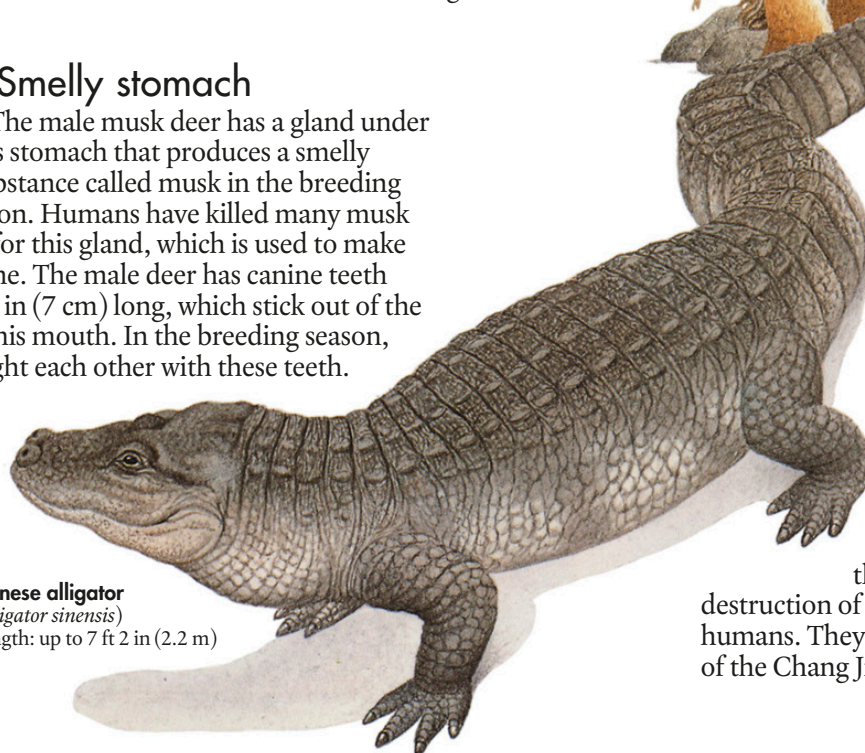 Smelly stomach
The male musk deer has a gland under
s stomach that produces a smelly
bstance called musk in the breeding
on. Humans have killed many musk
for this gland, which is used to make
ne. The male deer has canine teeth
in (7 cm) long, which stick out of the
his mouth. In the breeding season,
ght each other with these teeth.
nese alligator
igator sinensis)
gth: up to 7 ft 2 in (2.2 m)
th
destruction of
humans. They
of the Chang J